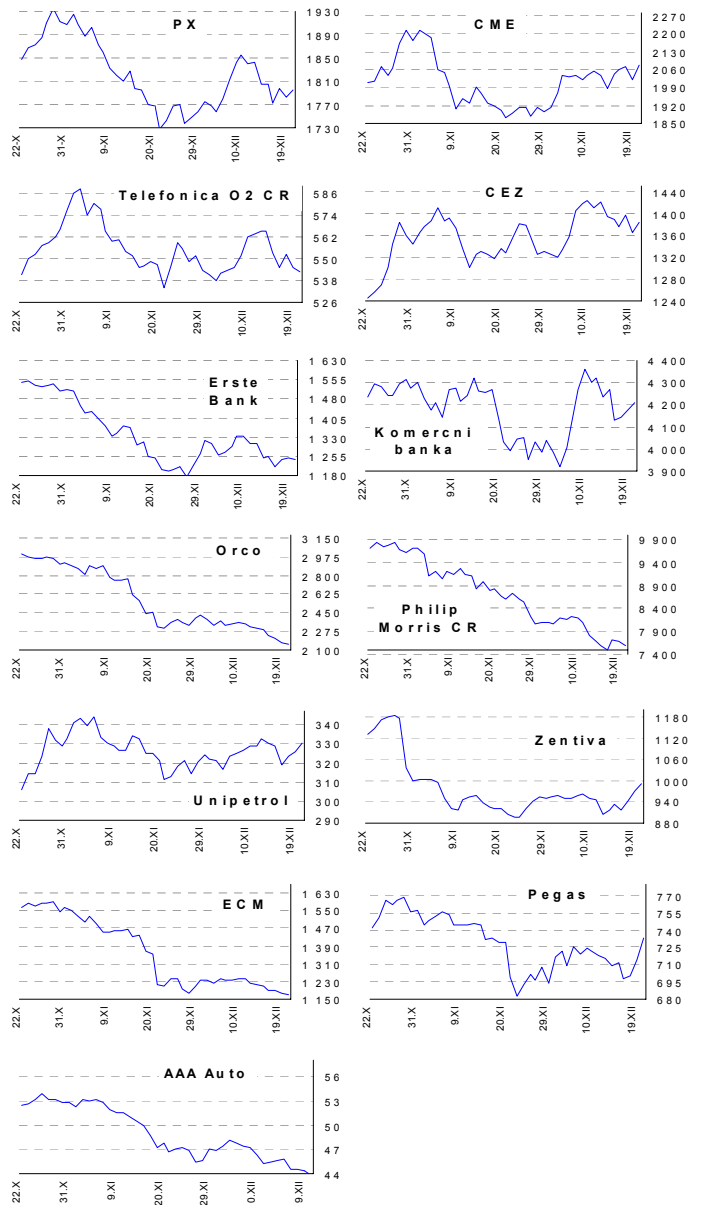 PX
1930
1890
1850
1810
1770
1730
22-X
31-X
9-XI
20-XI
29-XI
10-XII
19-XII
CME
2270
2200
2130
2060
1990
1920
1850
22.X
31.X
9.XI
20.XI
29.XI
10.XII
19.XII
Telefonica O2 CR
586
574
562
550
538
526
22.X
31.X
9.XI
20.XI
29.XI
10.XII
19.XII
CEZ
1440
1400
1360
1320
1280
1240
22.X
31.X
9.XI
20.XI
29.XI
10.XII
19.XII
Erste
Bank
1 630
1 555
1 480
1 405
1 330
1 255
1 180
22.X
31.X
9.XI
20.XI
29.XI
10.XII
19.XII
Komercni
banka
4 400
4 300
4 200
4 100
4 000
3 900
22.X
31.X
9.XI
20.XI
29.XI
10.XII
19.XII
Orco
3 150
2 975
2 800
2 625
2 450
2 275
2 100
22.X
31.X
9.XI
20.XI
29.XI
10.XII
19.XII
Philip
Morris CR
9 900
9 400
8 900
8 400
7 900
7 400
22.X
31.X
9.XI
20.XI
29.XI
10.XII
19.XII
Unipetrol
340
330
320
310
300
290
22.X
31.X
9.XI
20.XI
29.XI
10.XII
19.XII
Zentiva
1180
1120
1060
1000
940
880
22.X
31.X
9.XI
20.XI
29.XI
10.XII
19.XII
ECM
1 630
1 550
1 470
1 390
1 310
1 230
1 150
22.X
31.X
9.XI
20.XI
29.XI
10.XII
19.XII
Pegas
770
755
740
725
710
695
680
22.X
31.X
9.XI
20.XI
29.XI
10.XII
19.XII
AAA Auto
56
53
50
47
44
22.X
31.X
9.XI
20.XI
29.XI
0.XII
9.XII